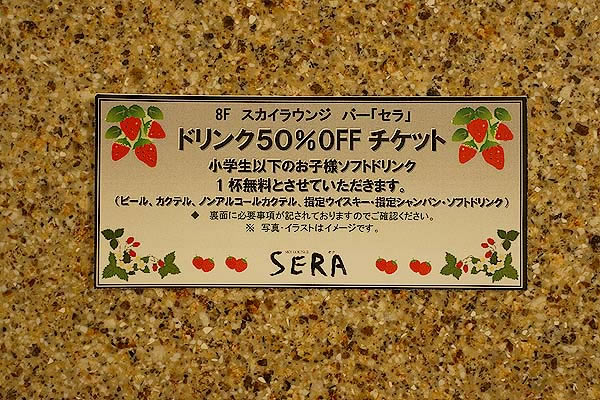 8F スカイラウンジ バー「セラ」
ドリンク50%OFF チケット
小学生以下のお子様ソフトドリンク
1杯無料とさせていただきます。
(ビール、カクテル、ノンアルコールカクテル、指定ウイスキー・指定シャンパン・ソフトドリンク)
◆ 裏面に必要事項が記されておりますのでご確認ください。
※ 写真・イラストはイメージです。
SKY LOUNGE
セラ
SERA